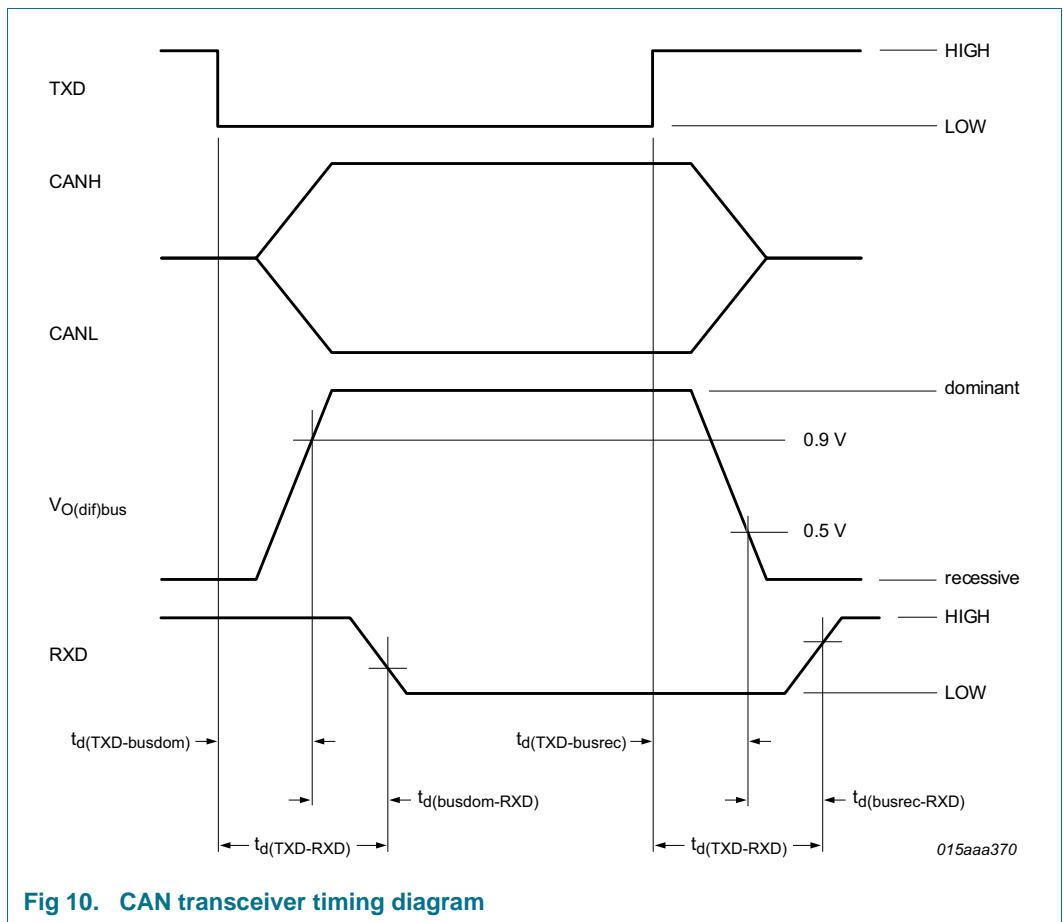 TXD
HIGH
LOW
CANH
CANL
dominant
0.9 V
VO(dif)bus
0.5 V
recessive
HIGH
RXD
LOW
td(TXD-busdom)
td(TXD-busrec)
td(busdom-RXD)
td(busrec-RXD)
td(TXD-RXD)
td(TXD-RXD)
015aaa370
Fig 10. CAN transceiver timing diagram